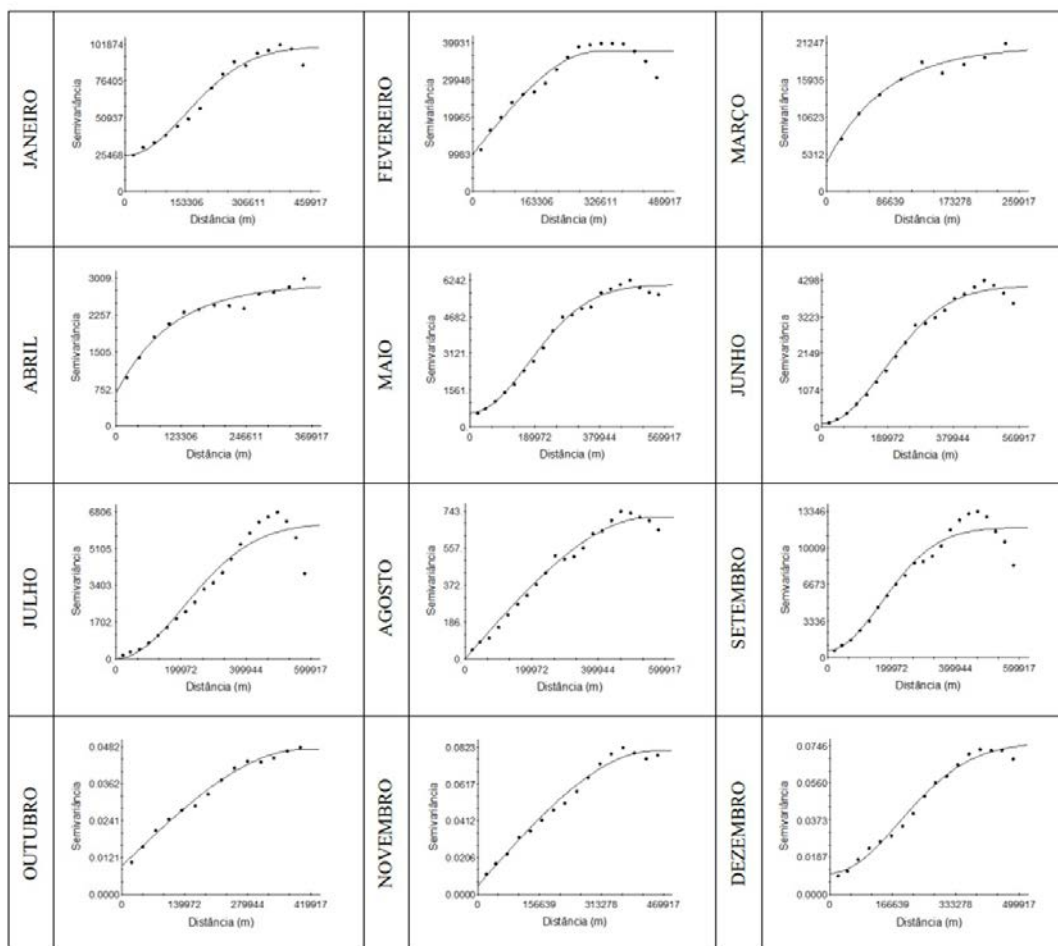 JANEIRO
Semivariância
101874
76405
50937
25468
0
0 153306 306611 459917
Distância (m)
FEVEREIRO
Semivariância
39931
29948
19965
9983
0
0 163306 326611 489917
Distância (m)
MARÇO
Semivariância
21247
15935
10623
5312
0
0 86639 173278 259917
Distância (m)
ABRIL
Semivariância
3009
2257
1505
752
0
0 123306 246611 369917
Distância (m)
MAIO
Semivariância
6242
4682
3121
1561
0
0 189972 379944 569917
Distância (m)
JUNHO
Semivariância
4298
3223
2149
1074
0
0 189972 379944 569917
Distância (m)
JULHO
Semivariância
6806
5105
3403
1702
0
0 199972 399944 599917
Distância (m)
AGOSTO
Semivariância
743
557
372
186
0
0 199972 399944 599917
Distância (m)
SETEMBRO
Semivariância
13346
10009
6673
3336
0
0 199972 399944 599917
Distância (m)
OUTUBRO
Semivariância
0.0482
0.0362
0.0241
0.0121
0.0000
0 139972 279944 419917
Distância (m)
NOVEMBRO
Semivariância
0.0823
0.0617
0.0412
0.0206
0.0000
0 156639 313278 469917
Distância (m)
DEZEMBRO
Semivariância
0.0746
0.0560
0.0373
0.0187
0.0000
0 166639 333278 499917
Distância (m)